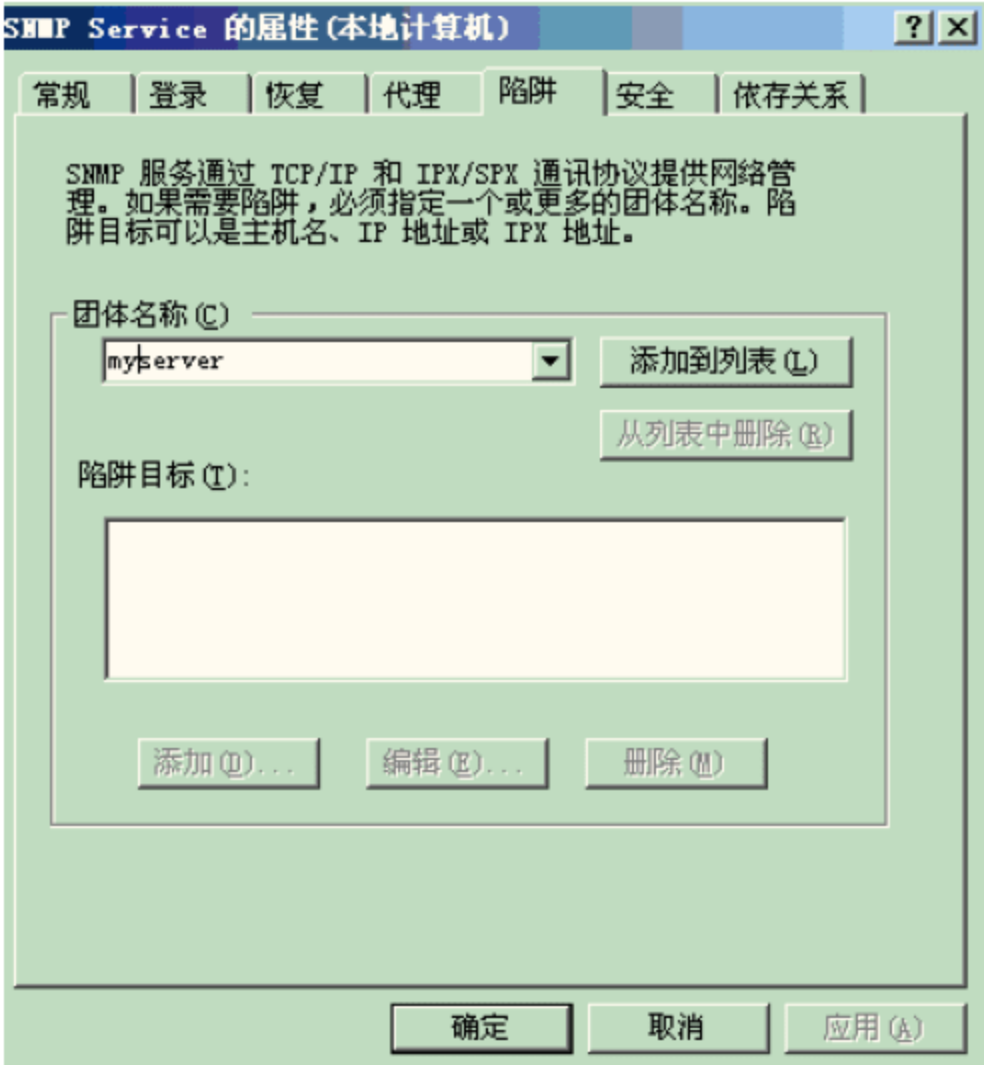 SNMP Service 的属性(本地计算机)
? ×
常规 登录 恢复 代理 陷阱 安全 依存关系
SNMP 服务通过 TCP/IP 和 IPX/SPX 通讯协议提供网络管
理。如果需要陷阱，必须指定一个或更多的团体名称。陷
阱目标可以是主机名、IP 地址或 IPX 地址。
团体名称(C)
myserver
添加到列表(L)
从列表中删除(R)
陷阱目标(T):
添加(D)... 编辑(E)... 删除(M)
确定 取消 应用(A)